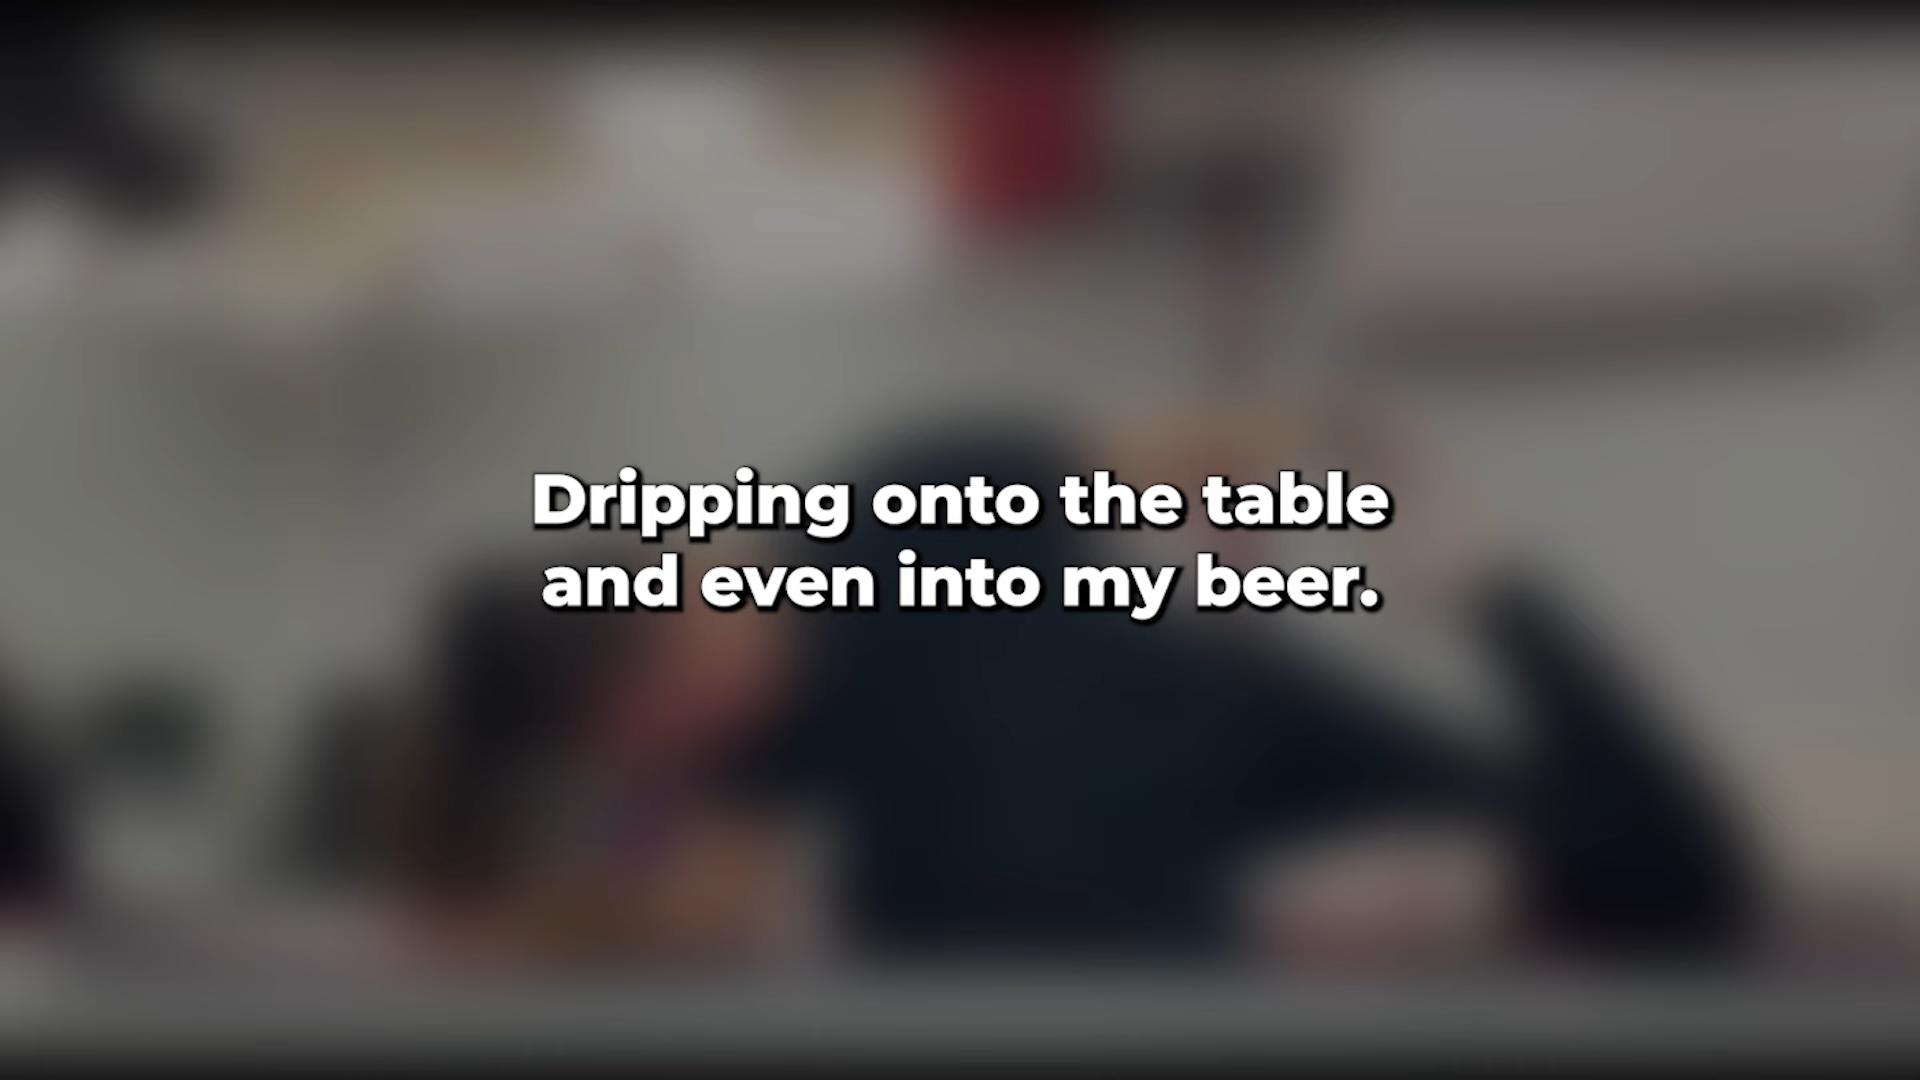 Dripping onto the table
and even into my beer.